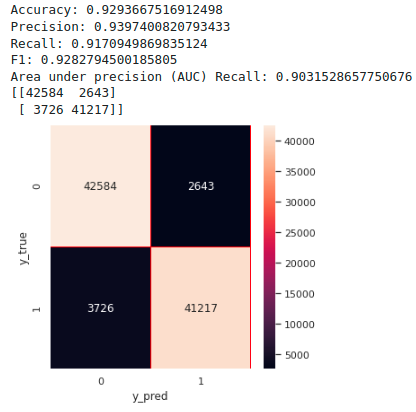 Accuracy: 0.9293667516912498
Precision: 0.9397400820793433
Recall: 0.9170949869835124
F1: 0.9282794500185805
Area under precision (AUC) Recall: 0.9031528657750676
[[42584  2643]
 [ 3726 41217]]
40000
0 42584 2643
35000
30000
y_true
25000
20000
15000
1 3726 41217
10000
5000
0 1
y_pred